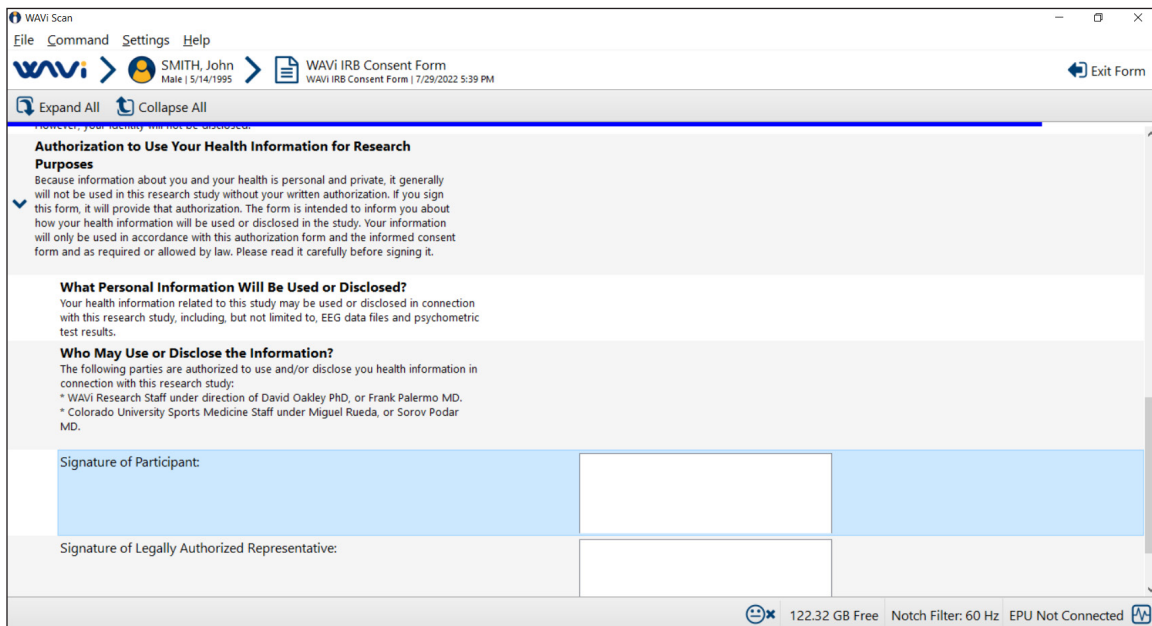 WAVi Scan
File Command Settings Help
WAVi
SMITH, John
Male | 5/14/1995
WAVi IRB Consent Form
WAVi IRB Consent Form | 7/29/2022 5:39 PM
Exit Form
Expand All Collapse All
However, your identity will not be disclosed.
Authorization to Use Your Health Information for Research
Purposes
Because information about you and your health is personal and private, it generally
will not be used in this research study without your written authorization. If you sign
this form, it will provide that authorization. The form is intended to inform you about
how your health information will be used or disclosed in the study. Your information
will only be used in accordance with this authorization form and the informed consent
form and as required or allowed by law. Please read it carefully before signing it.
What Personal Information Will Be Used or Disclosed?
Your health information related to this study may be used or disclosed in connection
with this research study, including, but not limited to, EEG data files and psychometric
test results.
Who May Use or Disclose the Information?
The following parties are authorized to use and/or disclose you health information in
connection with this research study:
* WAVi Research Staff under direction of David Oakley PhD, or Frank Palermo MD.
* Colorado University Sports Medicine Staff under Miguel Rueda, or Sorov Podar
MD.
Signature of Participant:
Signature of Legally Authorized Representative:
122.32 GB Free Notch Filter: 60 Hz EPU Not Connected